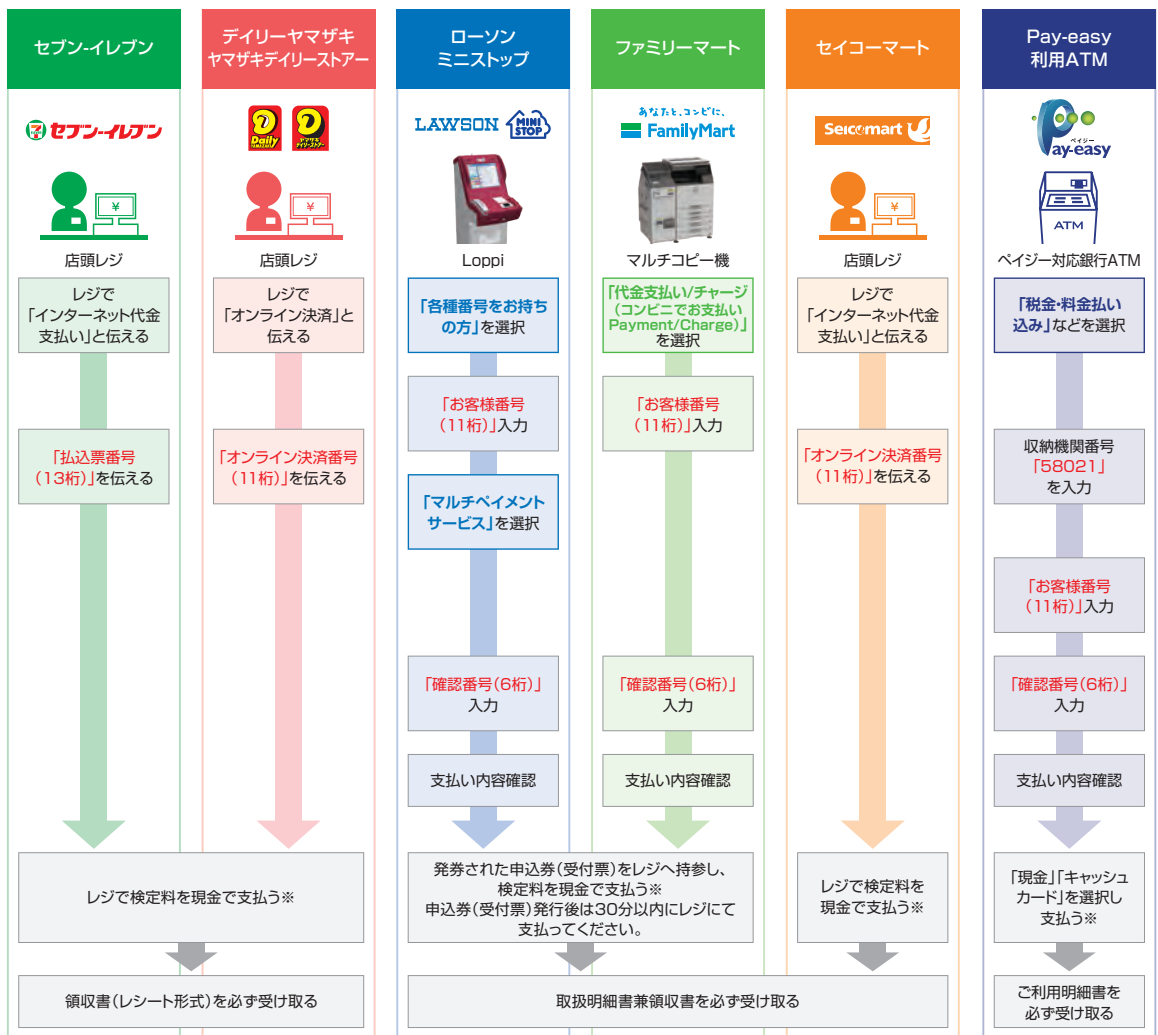 セブン-イレブン
デイリーヤマザキ
ヤマザキデイリーストアー
ローソン
ミニストップ
ファミリーマート
セイコーマート
Pay-easy
利用ATM
セブン-イレブン
Daily
YAMAZAKI
ヤマザキ
デイリーストアー
LAWSON
MINI
STOP
あなたと、コンビに、
FamilyMart
Seicomart
ペイジー
Pay-easy
¥
¥
¥
ATM
店頭レジ
店頭レジ
Loppi
マルチコピー機
店頭レジ
ペイジー対応銀行ATM
レジで
「インターネット代金
支払い」と伝える
「払込票番号
(13桁)」を伝える
レジで
「オンライン決済」と
伝える
「オンライン決済番号
(11桁)」を伝える
「各種番号をお持ち
の方」を選択
「お客様番号
(11桁)」入力
「マルチペイメント
サービス」を選択
「確認番号(6桁)」
入力
支払い内容確認
「代金支払い/チャージ
(コンビニでお支払い
Payment/Charge)」
を選択
「お客様番号
(11桁)」入力
「確認番号(6桁)」
入力
支払い内容確認
レジで
「インターネット代金
支払い」と伝える
「オンライン決済番号
(11桁)」を伝える
「税金・料金払い
込み」などを選択
収納機関番号
「58021」
を入力
「お客様番号
(11桁)」入力
「確認番号(6桁)」
入力
支払い内容確認
レジで検定料を現金で支払う※
発券された申込券(受付票)をレジへ持参し、
検定料を現金で支払う※
申込券(受付票)発行後は30分以内にレジにて
支払ってください。
レジで検定料を
現金で支払う※
「現金」「キャッシュ
カード」を選択し
支払う※
領収書(レシート形式)を必ず受け取る
取扱明細書兼領収書を必ず受け取る
ご利用明細書を
必ず受け取る